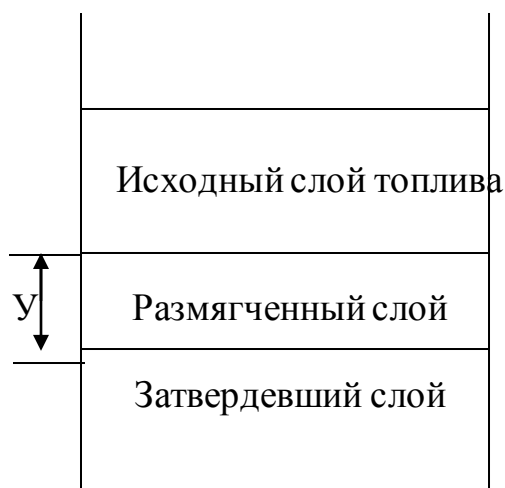 Исходный слой топлива
У
Размягченный слой
Затвердевший слой